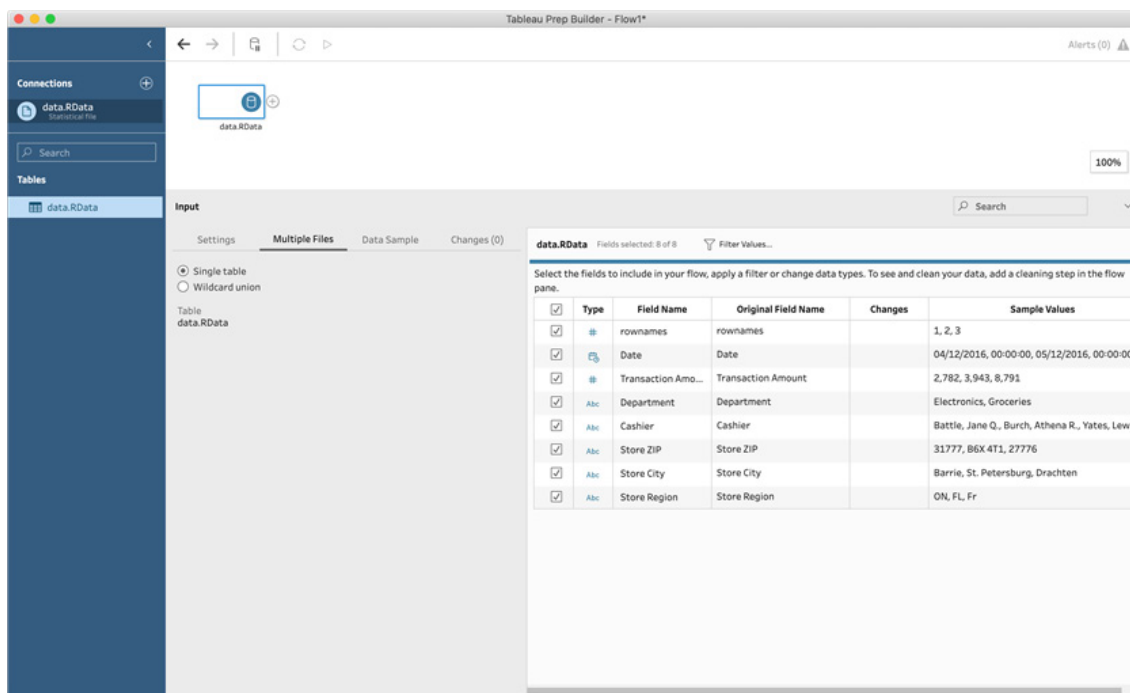 Tableau Prep Builder - Flow1*
Alerts (0)
Connections
data.RData
Statistical file
Search
Tables
data.RData
data.RData
100%
Input
Search
Settings Multiple Files Data Sample Changes (0)
Single table
Wildcard union
Table
data.RData
data.RData Fields selected: 8 of 8 Filter Values...
Select the fields to include in your flow, apply a filter or change data types. To see and clean your data, add a cleaning step in the flow
pane.
Type Field Name Original Field Name Changes Sample Values
# rownames rownames 1, 2, 3
Date Date 04/12/2016, 00:00:00, 05/12/2016, 00:00:00
# Transaction Amo... Transaction Amount 2,782, 3,943, 8,791
Abc Department Department Electronics, Groceries
Abc Cashier Cashier Battle, Jane Q., Burch, Athena R., Yates, Lew
Abc Store ZIP Store ZIP 31777, B6X 4T1, 27776
Abc Store City Store City Barrie, St. Petersburg, Drachten
Abc Store Region Store Region ON, FL, Fr